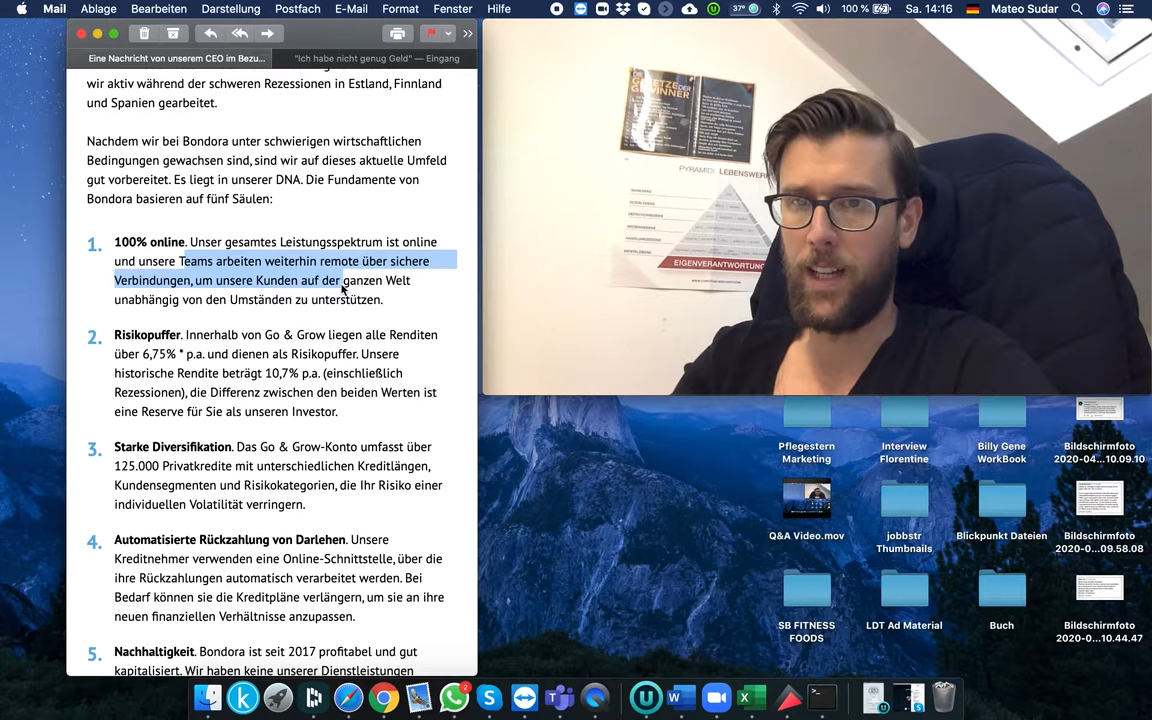 Mail Ablage Bearbeiten Darstellung Postfach E-Mail Format Fenster Hilfe
37° 100 % Sa. 14:16 Mateo Sudar
Eine Nachricht von unserem CEO im Bezu...
"Ich habe nicht genug Geld" — Eingang
wir aktiv während der schweren Rezessionen in Estland, Finnland
und Spanien gearbeitet.
Nachdem wir bei Bondora unter schwierigen wirtschaftlichen
Bedingungen gewachsen sind, sind wir auf dieses aktuelle Umfeld
gut vorbereitet. Es liegt in unserer DNA. Die Fundamente von
Bondora basieren auf fünf Säulen:
1. 100% online. Unser gesamtes Leistungsspektrum ist online
und unsere Teams arbeiten weiterhin remote über sichere
Verbindungen, um unsere Kunden auf der ganzen Welt
unabhängig von den Umständen zu unterstützen.
2. Risikopuffer. Innerhalb von Go & Grow liegen alle Renditen
über 6,75% * p.a. und dienen als Risikopuffer. Unsere
historische Rendite beträgt 10,7% p.a. (einschließlich
Rezessionen), die Differenz zwischen den beiden Werten ist
eine Reserve für Sie als unseren Investor.
3. Starke Diversifikation. Das Go & Grow-Konto umfasst über
125.000 Privatkredite mit unterschiedlichen Kreditlängen,
Kundensegmenten und Risikokategorien, die Ihr Risiko einer
individuellen Volatilität verringern.
4. Automatisierte Rückzahlung von Darlehen. Unsere
Kreditnehmer verwenden eine Online-Schnittstelle, über die
ihre Rückzahlungen automatisch verarbeitet werden. Bei
Bedarf können sie die Kreditpläne verlängern, um sie an ihre
neuen finanziellen Verhältnisse anzupassen.
5. Nachhaltigkeit. Bondora ist seit 2017 profitabel und gut
kapitalisiert. Wir haben keine unserer Dienstleistungen
GESETZE DER
GEWINNER
PYRAMIDE LEBENSWER
EIGENVERANTWORTUNG
Pflegestern
Marketing
Interview
Florentine
Billy Gene
WorkBook
Bildschirmfoto
2020-04...10.09.10
Q&A Video.mov
jobbstr
Thumbnails
Blickpunkt Dateien
Bildschirmfoto
2020-0...09.58.08
SB FITNESS
FOODS
LDT Ad Material
Buch
Bildschirmfoto
2020-0...10.44.47
2